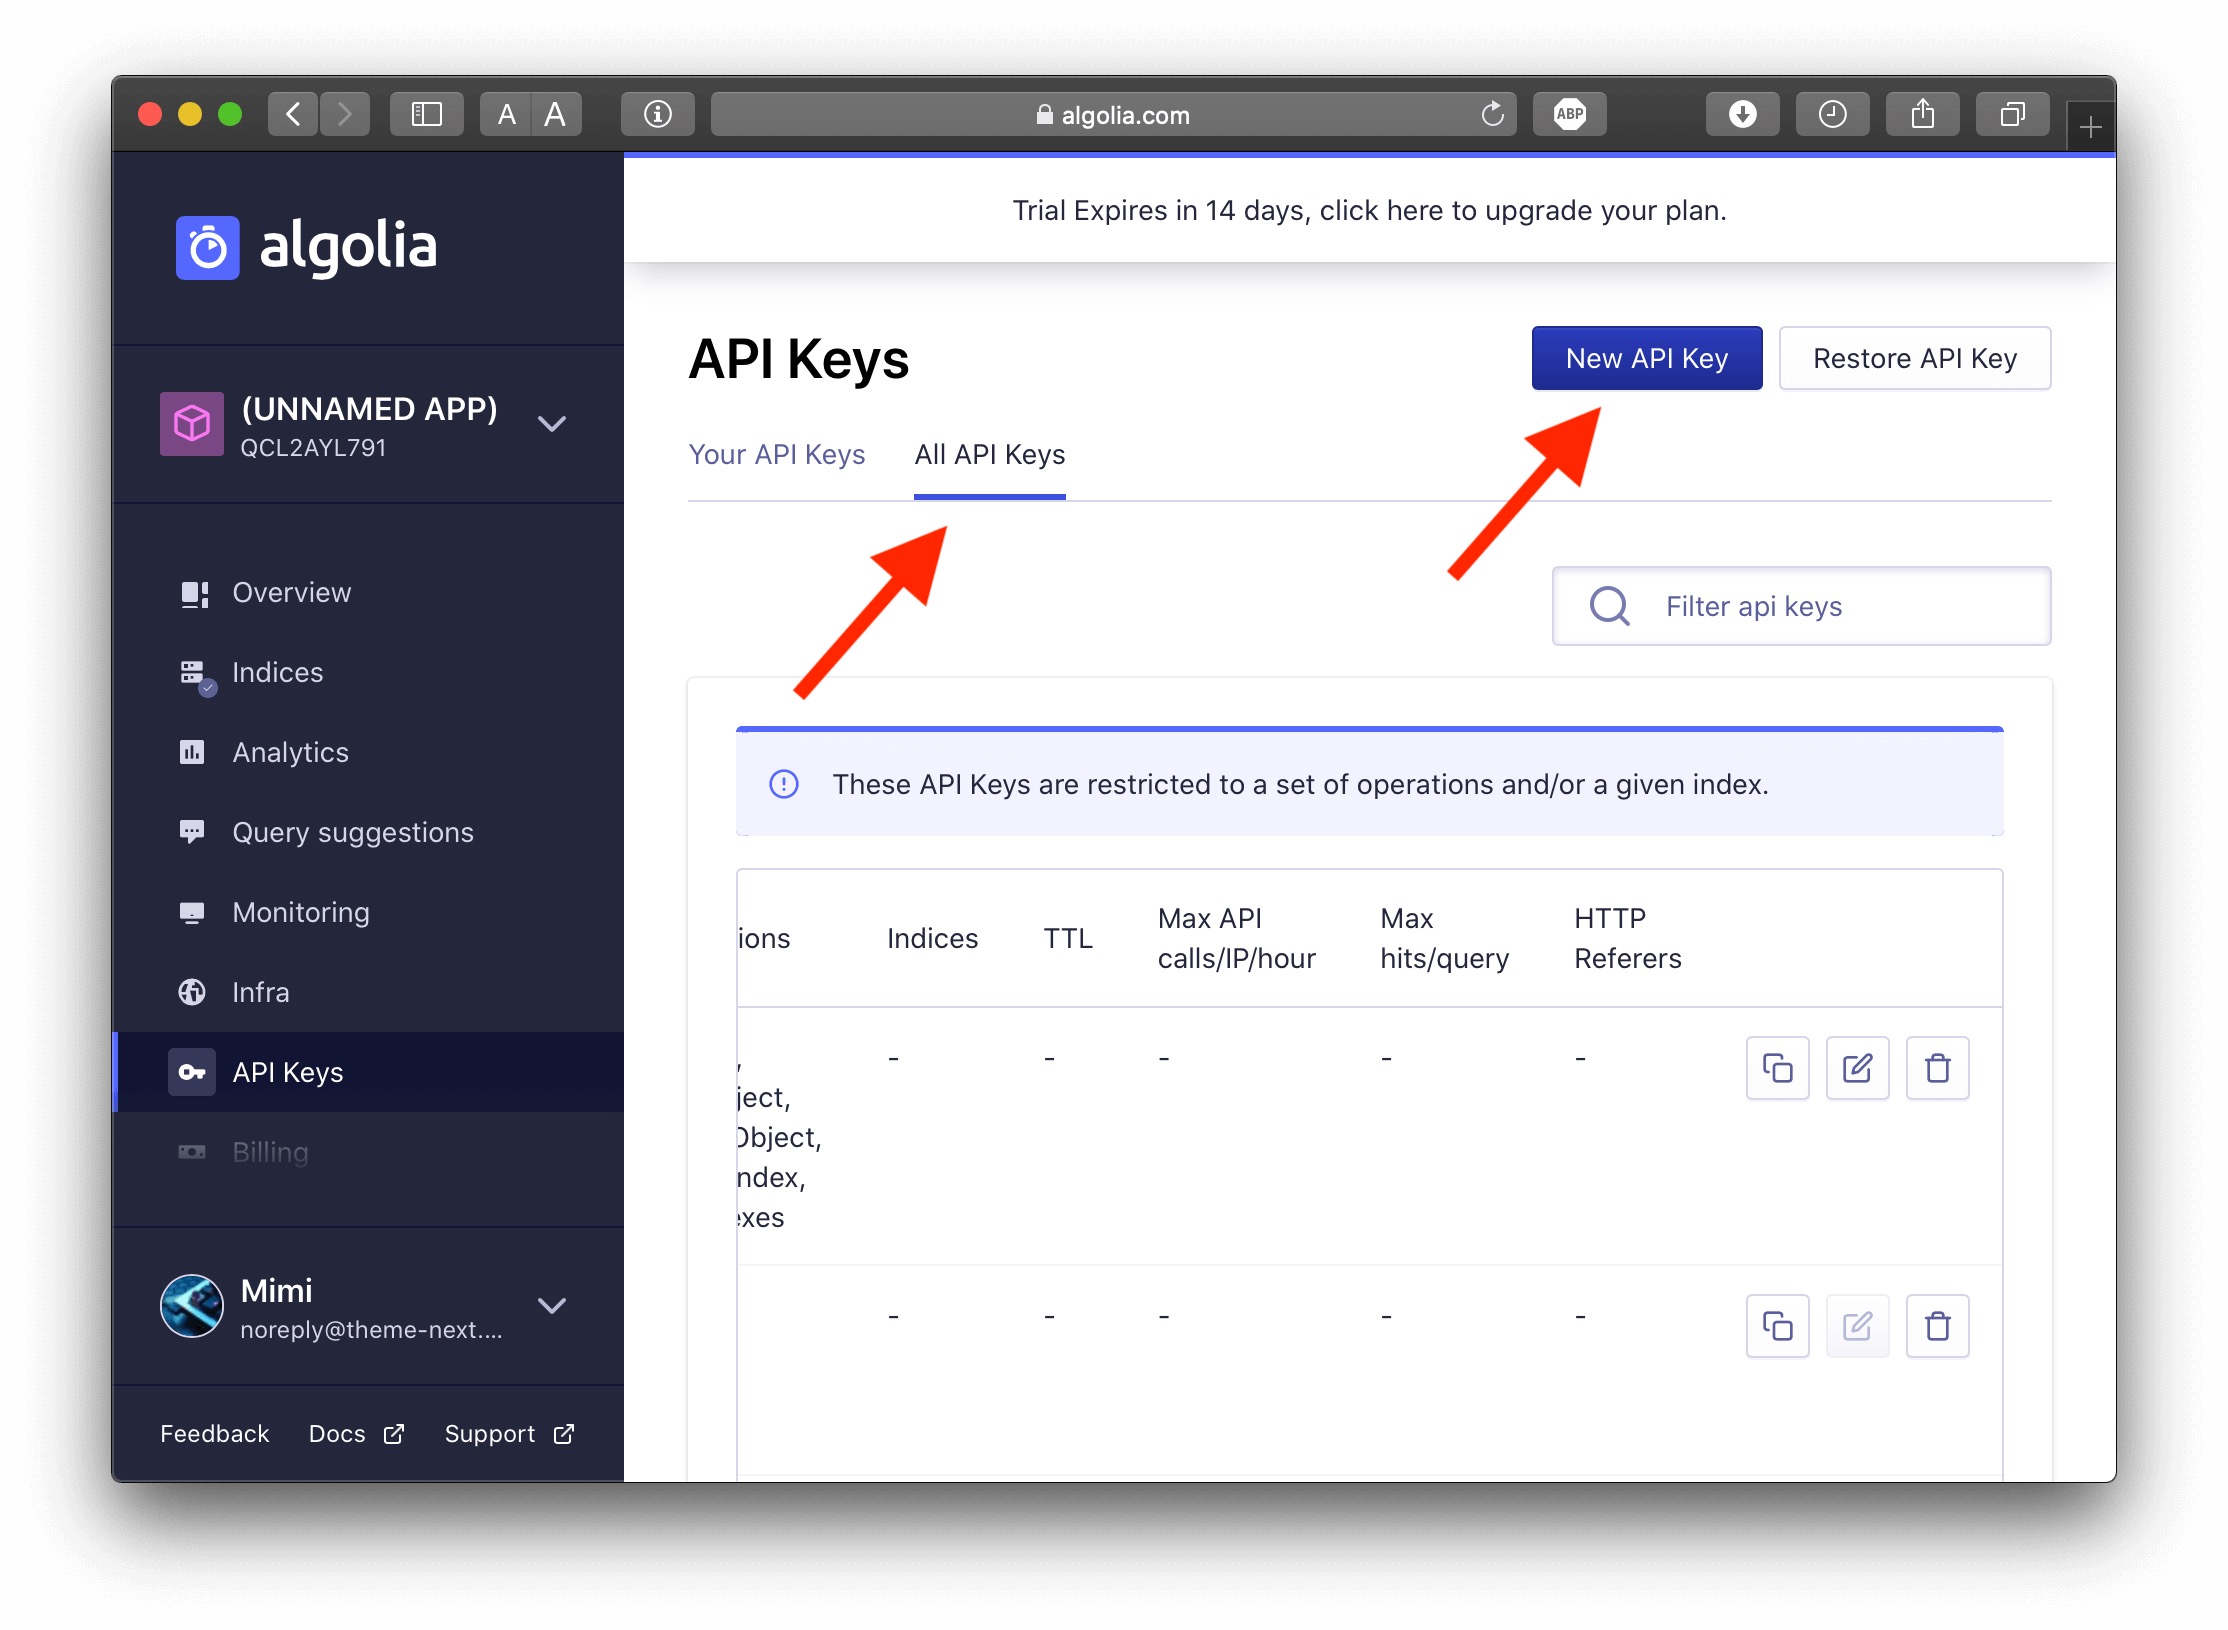 A A
algolia.com
ABP
algolia
Trial Expires in 14 days, click here to upgrade your plan.
(UNNAMED APP)
QCL2AYL791
Overview
Indices
Analytics
Query suggestions
Monitoring
Infra
API Keys
Billing
Mimi
noreply@theme-next....
Feedback Docs Support
API Keys
New API Key Restore API Key
Your API Keys All API Keys
Filter api keys
These API Keys are restricted to a set of operations and/or a given index.
ions Indices TTL Max API calls/IP/hour Max hits/query HTTP Referers
, - - - - -
ject,
Object,
ndex,
exes
- - - - -